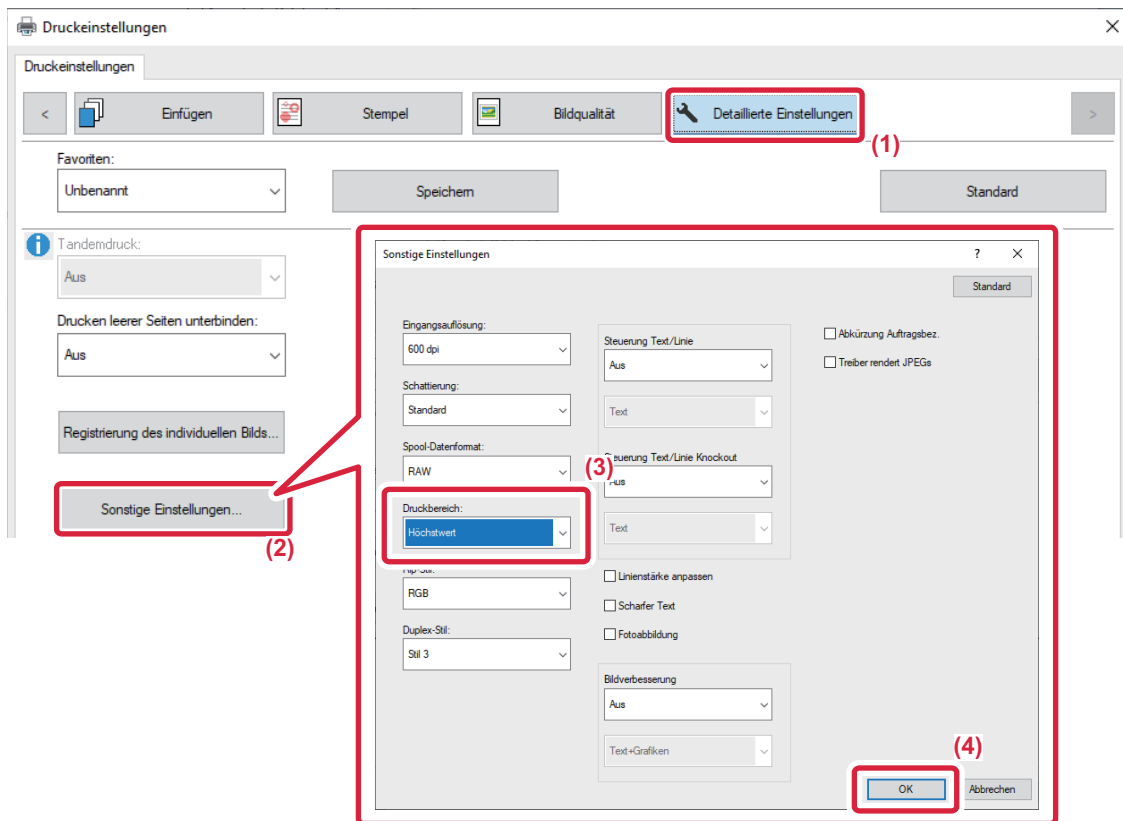 Druckeinstellungen
Druckeinstellungen
<
Einfügen
Stempel
Bildqualität
Detaillierte Einstellungen
>
(1)
Favoriten:
Unbenannt
Speichern
Standard
Tandemdruck:
Aus
Drucken leerer Seiten unterbinden:
Aus
Registrierung des individuellen Bilds...
Sonstige Einstellungen...
(2)
Sonstige Einstellungen
?
Standard
Eingangsauflösung:
600 dpi
Schattierung:
Standard
Spool-Datenformat:
RAW
(3)
Druckbereich:
Höchstwert
Rip-Stil:
RGB
Duplex-Stil:
Stil 3
Steuerung Text/Linie
Aus
Text
Steuerung Text/Linie Knockout
Aus
Text
Linienstärke anpassen
Scharfer Text
Fotoabbildung
Bildverbesserung
Aus
Text+Grafiken
Abkürzung Auftragsbez.
Treiber rendert JPEGs
(4)
OK
Abbrechen